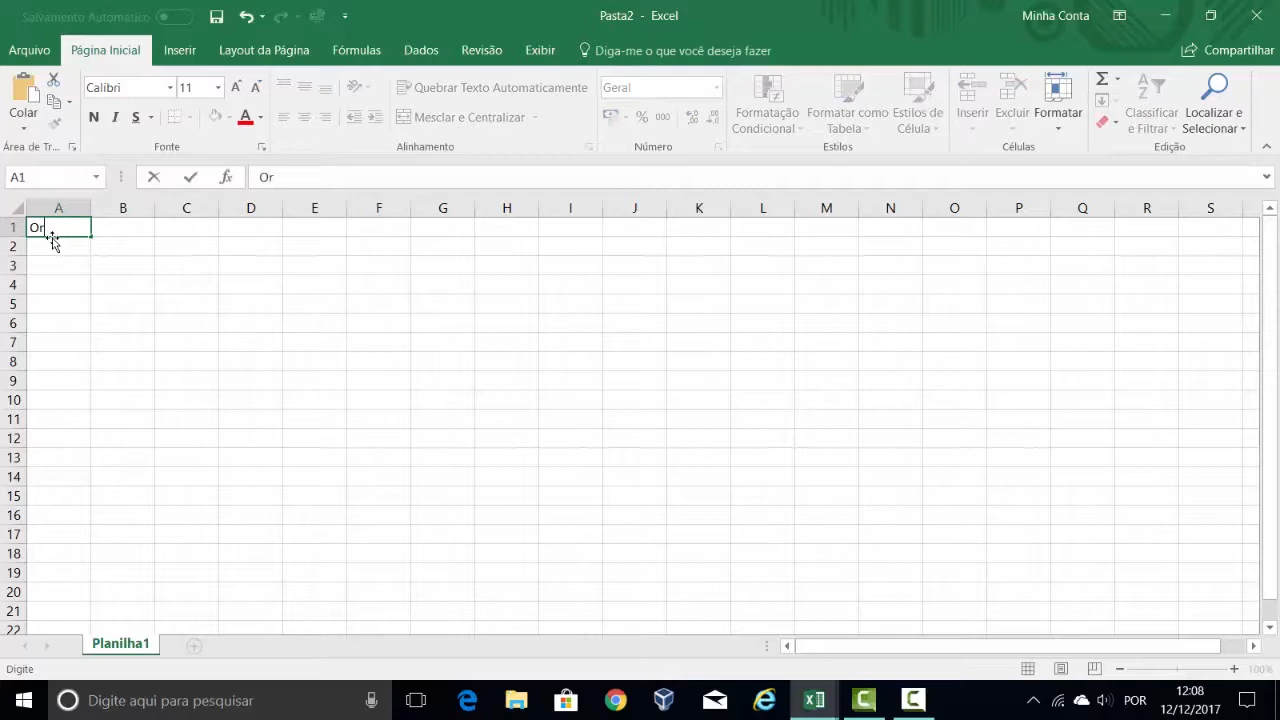 Salvamento Automático
Pasta2 - Excel
Minha Conta
Arquivo
Página Inicial
Inserir
Layout da Página
Fórmulas
Dados
Revisão
Exibir
Diga-me o que você deseja fazer
Compartilhar
Colar
Calibri
11
Quebrar Texto Automaticamente
Geral
N I S
Mesclar e Centralizar
% 000
Formatação Condicional
Formatar como Tabela
Estilos de Célula
Inserir
Excluir
Formatar
Classificar e Filtrar
Localizar e Selecionar
Área de Tr...
Fonte
Alinhamento
Número
Estilos
Células
Edição
A1
fx
Or
A B C D E F G H I J K L M N O P Q R S
1 Or
2
3
4
5
6
7
8
9
10
11
12
13
14
15
16
17
18
19
20
21
22
Planilha1
Digite
100%
Digite aqui para pesquisar
POR
12:08
12/12/2017